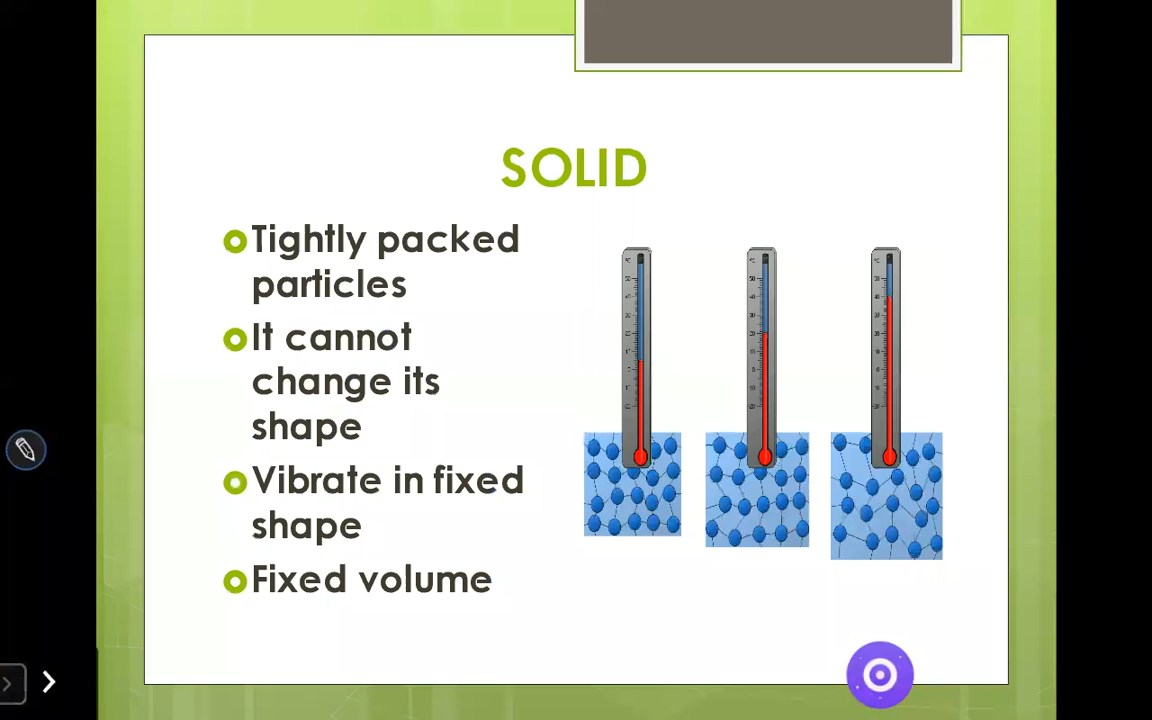 SOLID
Tightly packed
particles
It cannot
change its
shape
Vibrate in fixed
shape
Fixed volume